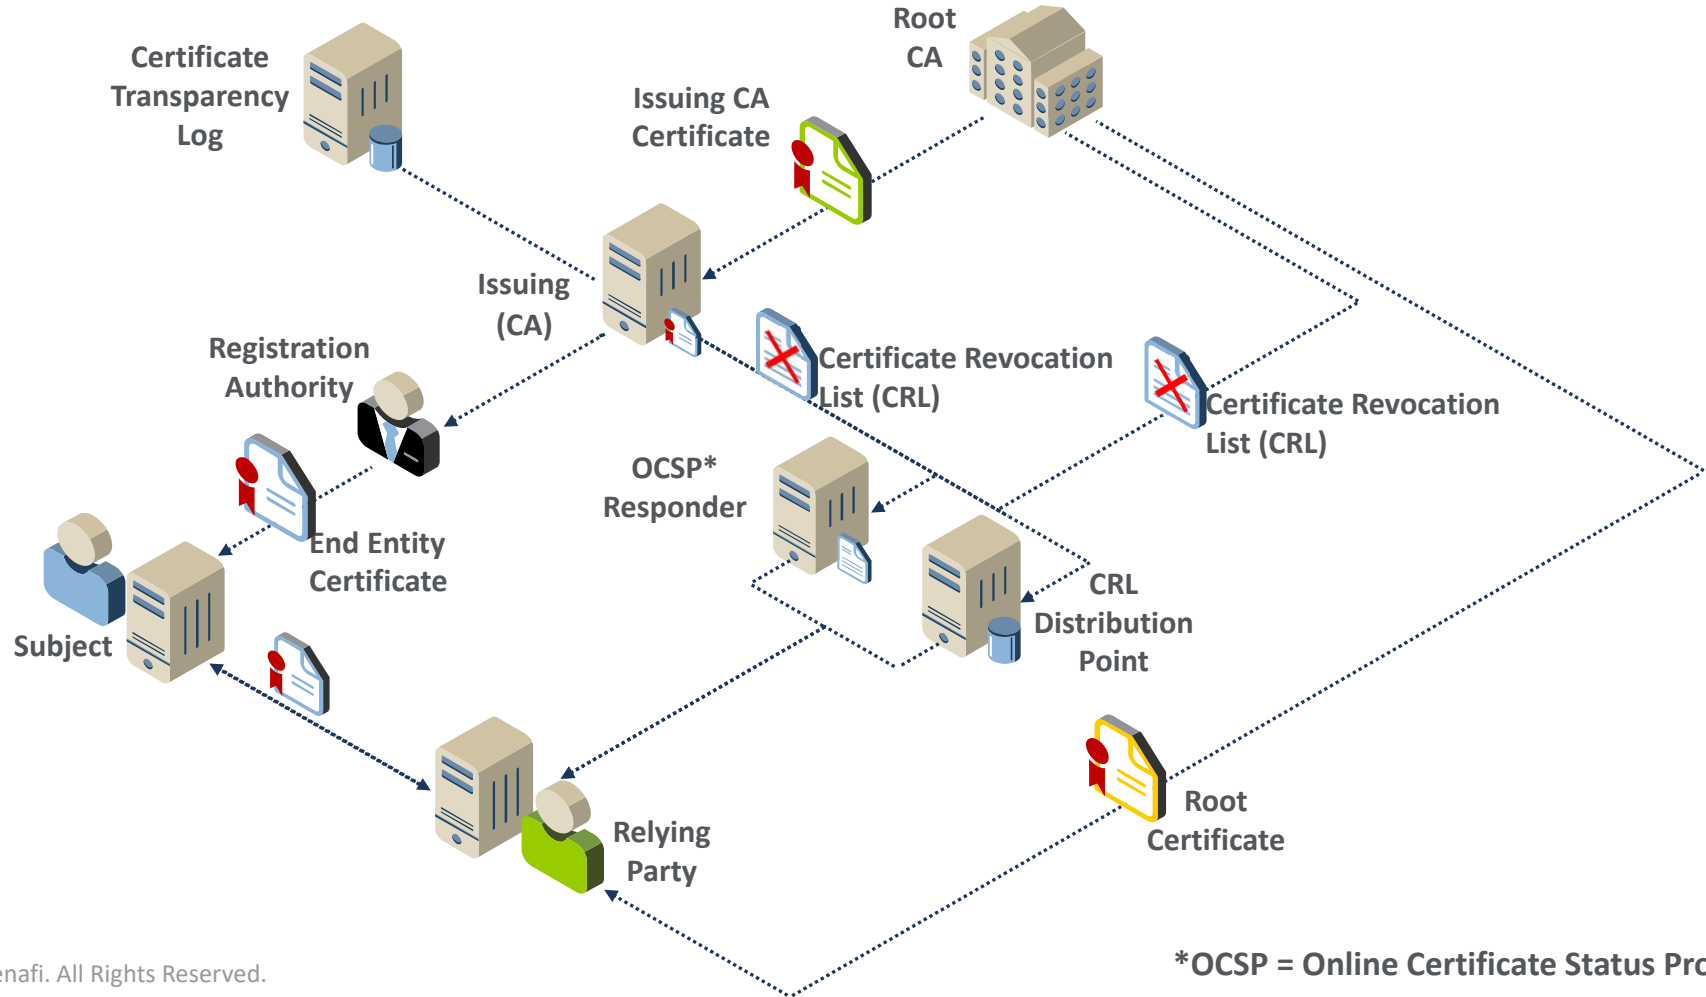 Root
CA
Certificate
Transparency
Log
Issuing CA
Certificate
Issuing
(CA)
Registration
Authority
Certificate Revocation
List (CRL)
Certificate Revocation
List (CRL)
OCSP*
Responder
End Entity
Certificate
CRL
Distribution
Point
Subject
Root
Certificate
Relying
Party
enafi. All Rights Reserved.
*OCSP = Online Certificate Status Pro